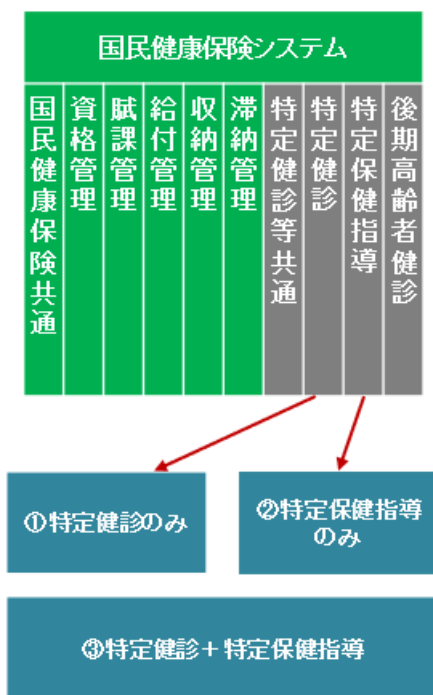 国民健康保険システム
国民健康保険共通
資格管理
賦課管理
給付管理
収納管理
滞納管理
特定健診等共通
特定健診
特定保健指導
後期高齢者健診
①特定健診のみ
②特定保健指導
のみ
③特定健診＋特定保健指導